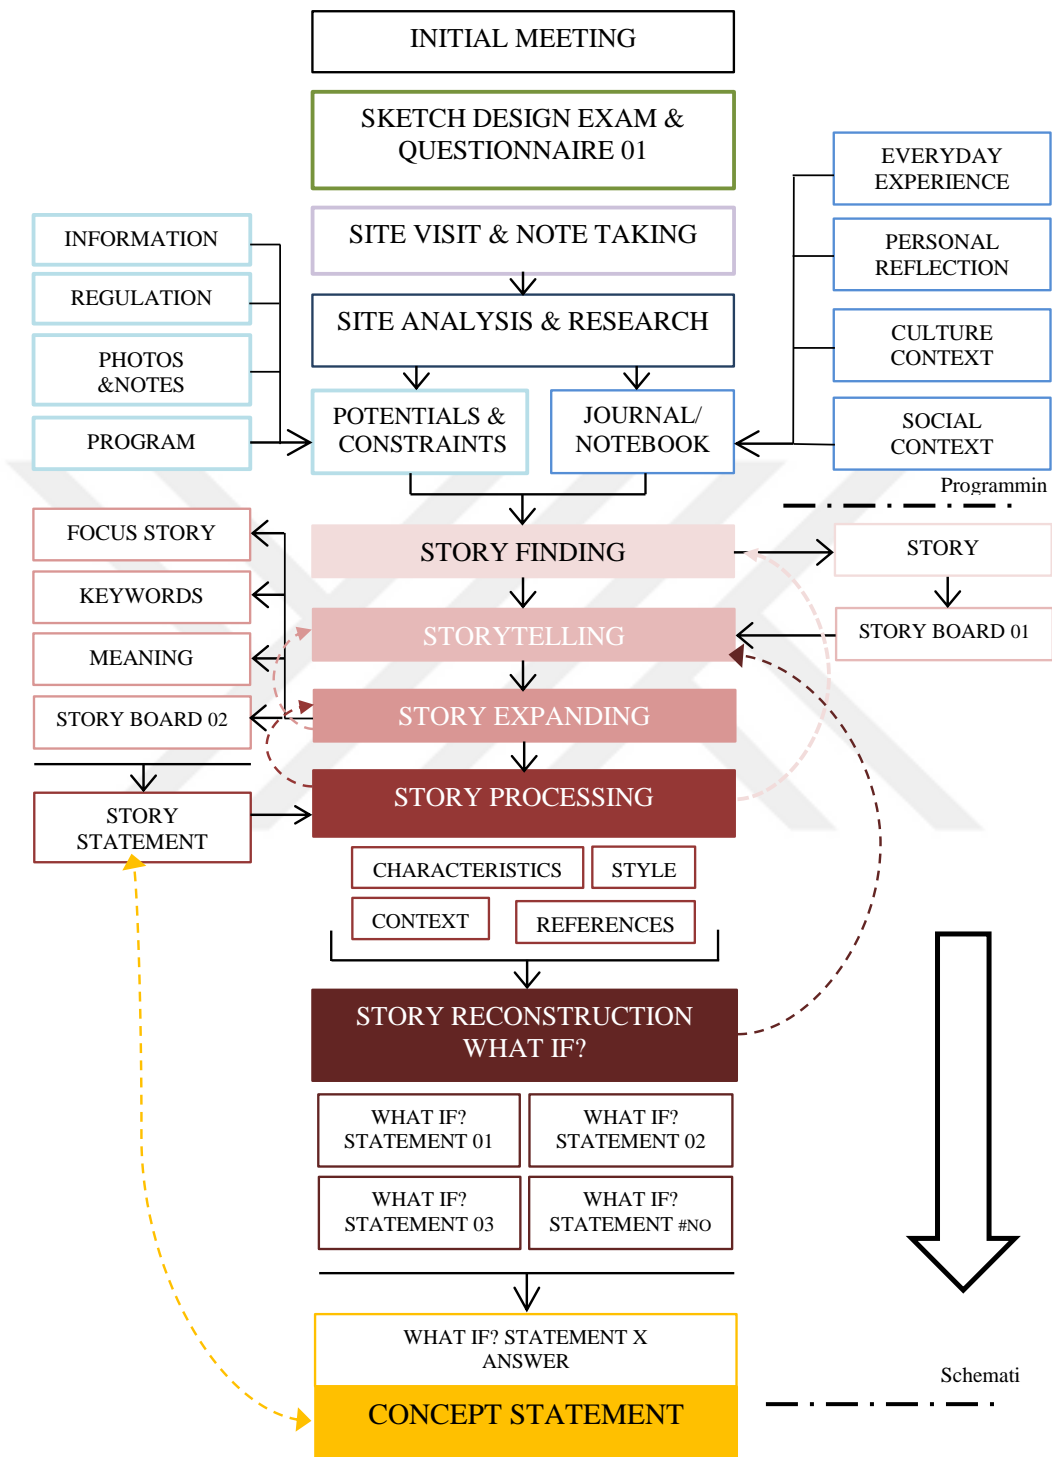 INITIAL MEETING
SKETCH DESIGN EXAM &
QUESTIONNAIRE 01
EVERYDAY
EXPERIENCE
SITE VISIT & NOTE TAKING
INFORMATION
PERSONAL
REFLECTION
REGULATION
SITE ANALYSIS & RESEARCH
CULTURE
CONTEXT
PHOTOS
&NOTES
POTENTIALS &
CONSTRAINTS
JOURNAL/
NOTEBOOK
PROGRAM
SOCIAL
CONTEXT
Programmin
FOCUS STORY
STORY FINDING
STORY
KEYWORDS
STORYTELLING
STORY BOARD 01
MEANING
STORY BOARD 02
STORY EXPANDING
STORY PROCESSING
STORY
STATEMENT
CHARACTERISTICS
STYLE
CONTEXT
REFERENCES
STORY RECONSTRUCTION
WHAT IF?
WHAT IF?
STATEMENT 01
WHAT IF?
STATEMENT 02
WHAT IF?
STATEMENT 03
WHAT IF?
STATEMENT #NO
WHAT IF? STATEMENT X
ANSWER
Schemati
CONCEPT STATEMENT